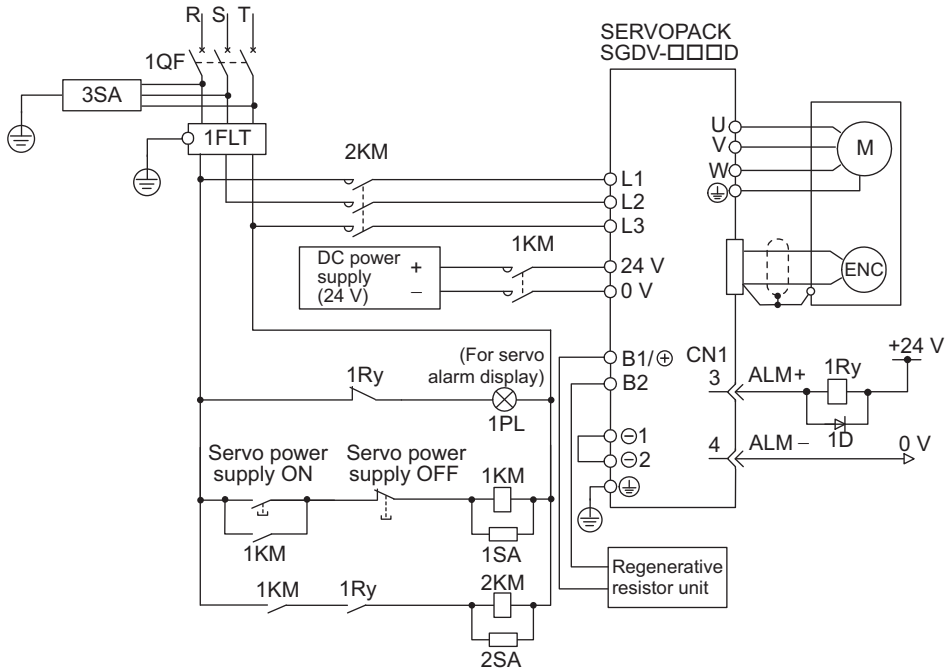 R S T
1QF
3SA
1FLT
2KM
SERVOPACK
SGDV-□□□D
U
V
W
M
L1
L2
L3
1KM
DC power
supply
(24 V)
+
−
24 V
0 V
ENC
B1/⊕
B2
CN1
3
ALM+
1Ry
+24 V
1D
4
ALM−
0 V
⊖1
⊖2
1Ry
(For servo
alarm display)
1PL
Servo power
supply ON
Servo power
supply OFF
1KM
1KM
1SA
1KM
1Ry
2KM
2SA
Regenerative
resistor unit